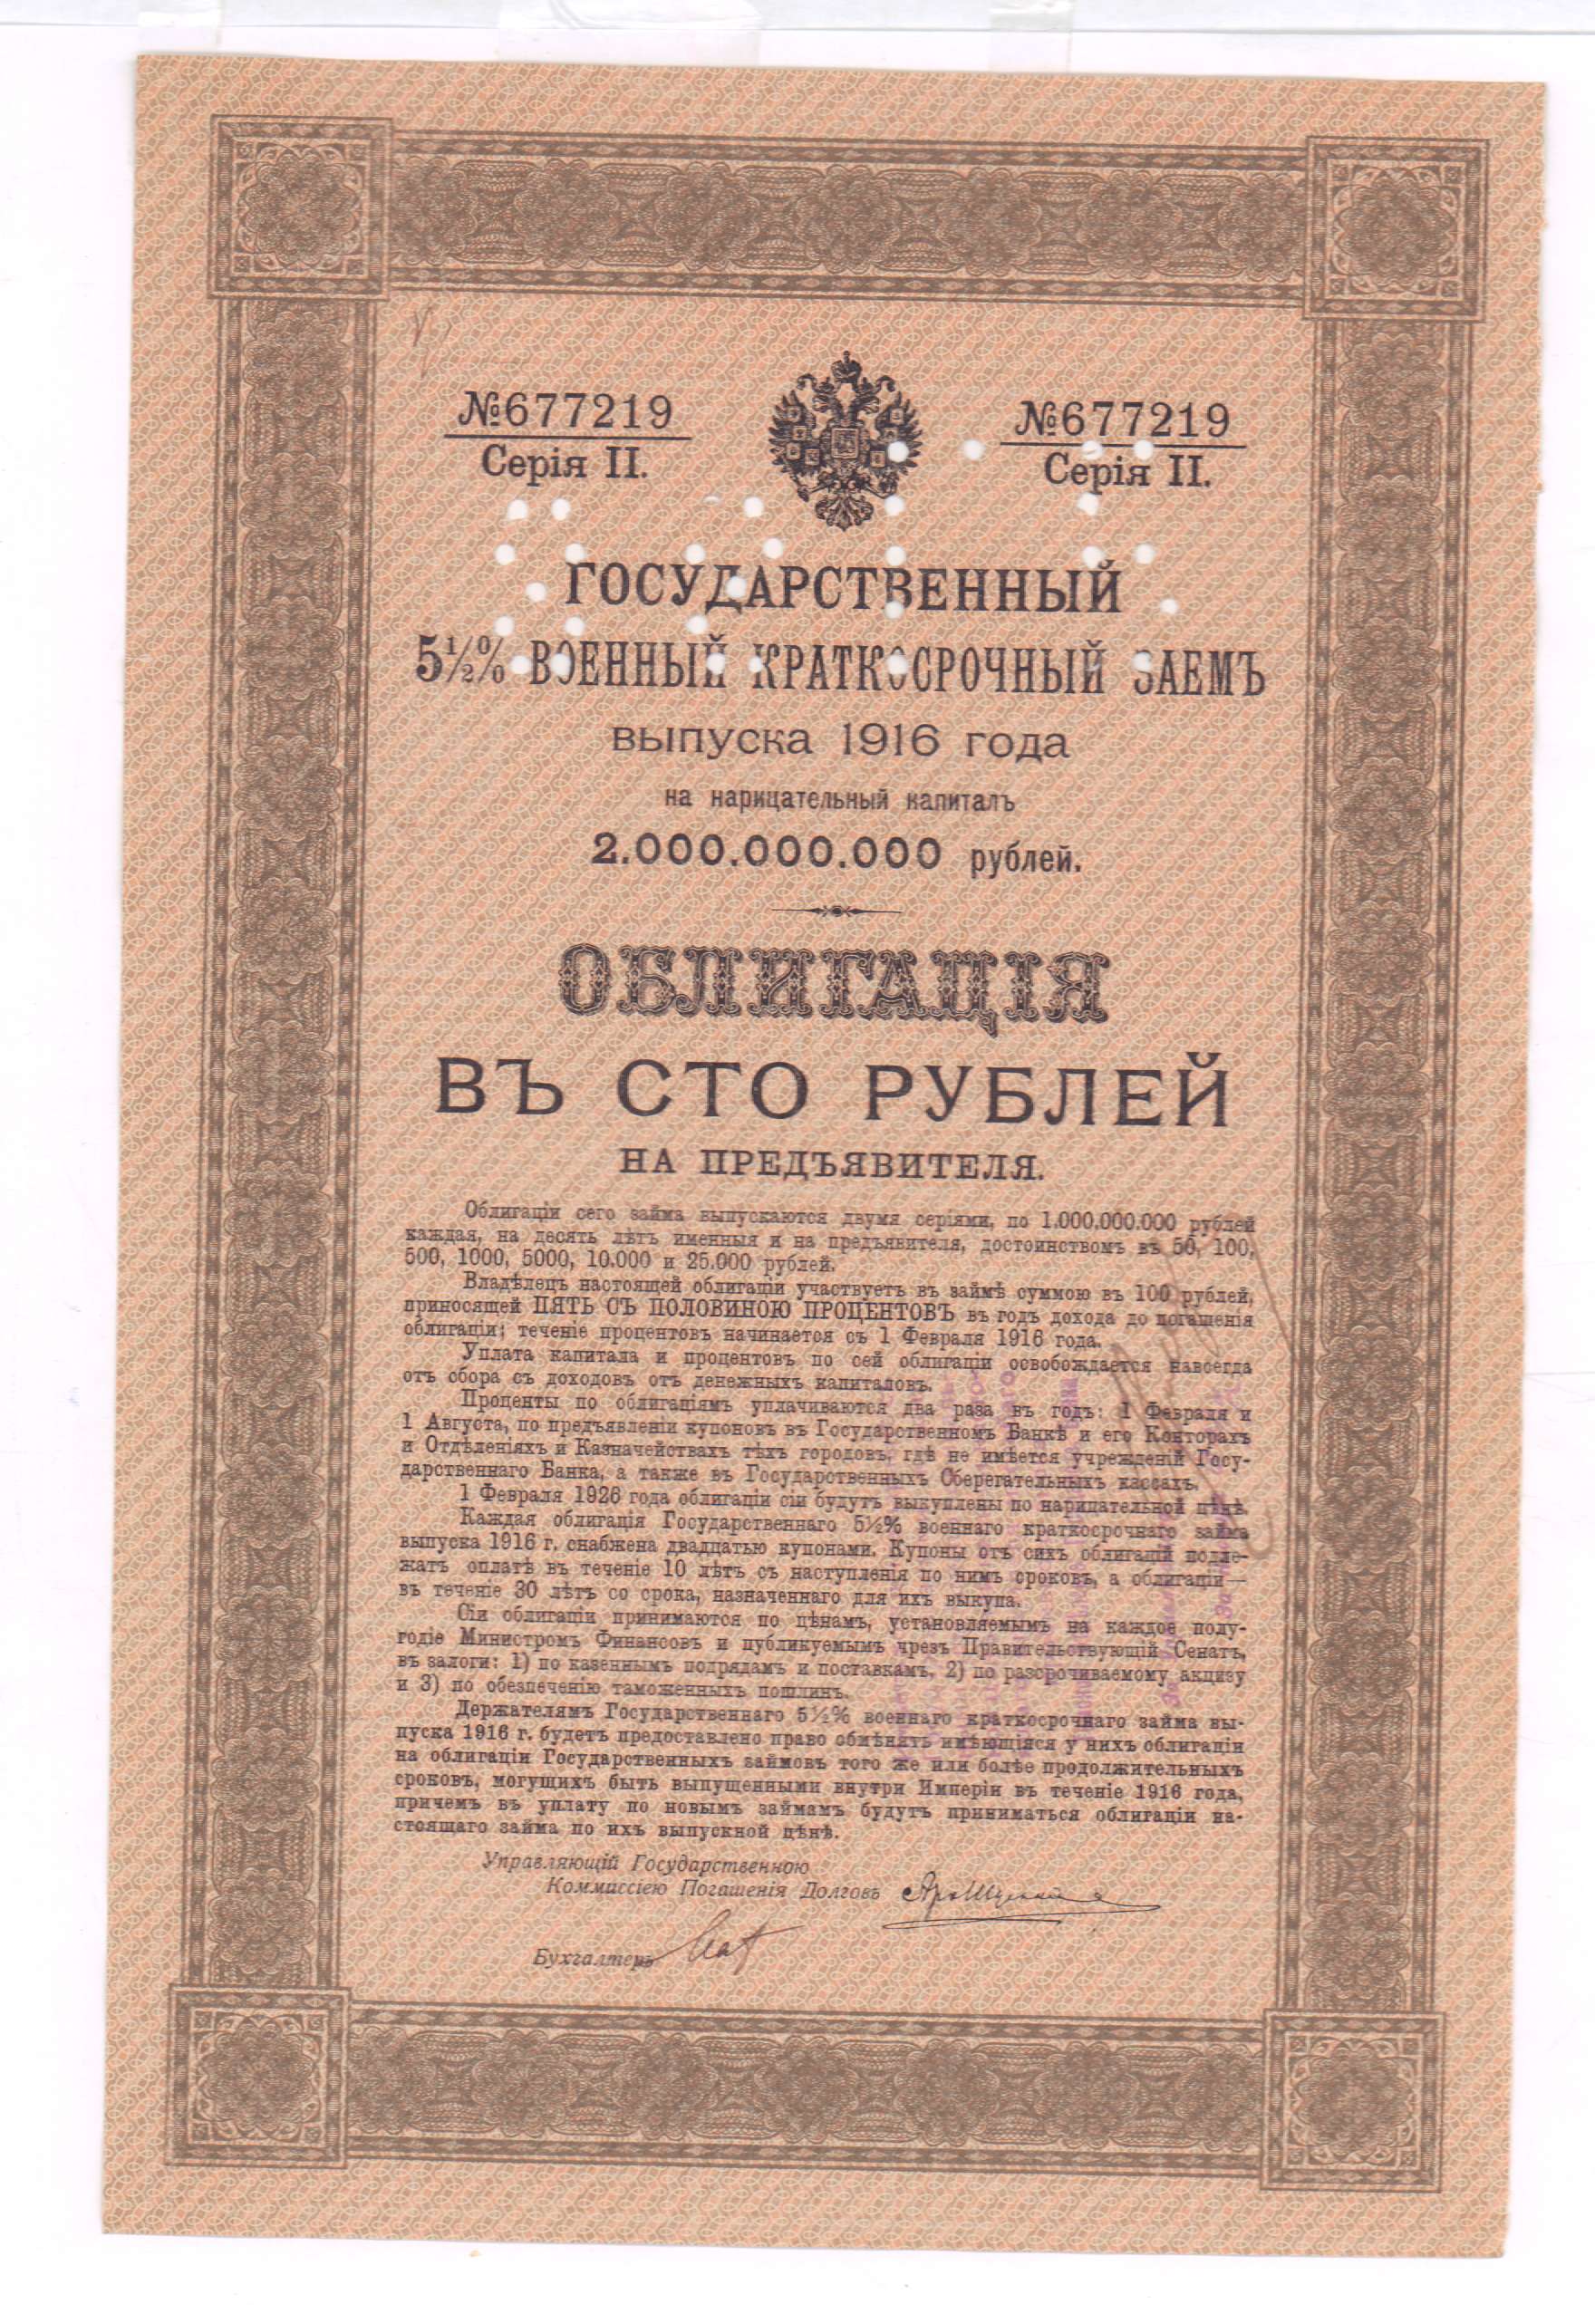 №677219
Серія II.
№677219
Серія II.
ГОСУДАРСТВЕННЫЙ
5½% ВОЕННЫЙ КРАТКОСРОЧНЫЙ ЗАЕМЪ
выпуска 1916 года
на нарицательный капиталъ
2.000.000.000 рублей.
ОБЛИГАЦІЯ
ВЪ СТО РУБЛЕЙ
НА ПРЕДЪЯВИТЕЛЯ.
Облигаціи сего займа выпускаются двумя серіями, по 1.000.000.000 рублей
каждая, на десять лѣтъ именныя и на предъявителя, достоинствомъ въ 50, 100,
500, 1000, 5000, 10.000 и 25.000 рублей.
Владѣлецъ настоящей облигаціи участвуетъ въ займѣ суммою въ 100 рублей,
приносящей ПЯТЬ СЪ ПОЛОВИНОЮ ПРОЦЕНТОВЪ въ годъ дохода до погашенія
облигаціи; теченіе процентовъ начинается съ 1 Февраля 1916 года.
Уплата капитала и процентовъ по сей облигаціи освобождается навсегда
отъ сбора съ доходовъ отъ денежныхъ капиталовъ.
Проценты по облигаціямъ уплачиваются два раза въ годъ: 1 Февраля и
1 Августа, по предъявленіи купоновъ въ Государственномъ Банкѣ и его Конторахъ
и Отдѣленіяхъ и Казначействахъ тѣхъ городовъ, гдѣ не имѣется учрежденій Госу-
дарственнаго Банка, а также въ Государственныхъ Сберегательныхъ кассахъ.
1 Февраля 1926 года облигаціи сіи будутъ выкуплены по нарицательной цѣнѣ.
Каждая облигація Государственнаго 5½% военнаго краткосрочнаго займа
выпуска 1916 г. снабжена двадцатью купонами. Купоны отъ сихъ облигацій подле-
жатъ оплатѣ въ теченіе 10 лѣтъ съ наступленія по нимъ сроковъ, а облигаціи—
въ теченіе 30 лѣтъ со срока, назначеннаго для ихъ выкупа.
Сіи облигаціи принимаются по цѣнамъ, установляемымъ на каждое полу-
годіе Министромъ Финансовъ и публикуемымъ чрезъ Правительствующій Сенатъ,
въ залоги: 1) по казеннымъ подрядамъ и поставкамъ, 2) по разсрочиваемому акцизу
и 3) по обезпеченію таможенныхъ пошлинъ.
Держателямъ Государственнаго 5½% военнаго краткосрочнаго займа вы-
пуска 1916 г. будетъ предоставлено право обмѣнять имѣющіяся у нихъ облигаціи
на облигаціи Государственныхъ займовъ того же или болѣе продолжительныхъ
сроковъ, могущихъ быть выпущенными внутри Имперіи въ теченіе 1916 года,
причемъ въ уплату по новымъ займамъ будутъ приниматься облигаціи на-
стоящаго займа по ихъ выпускной цѣнѣ.
Управляющій Государственною
Коммиссіею Погашенія Долговъ
Бухгалтеръ